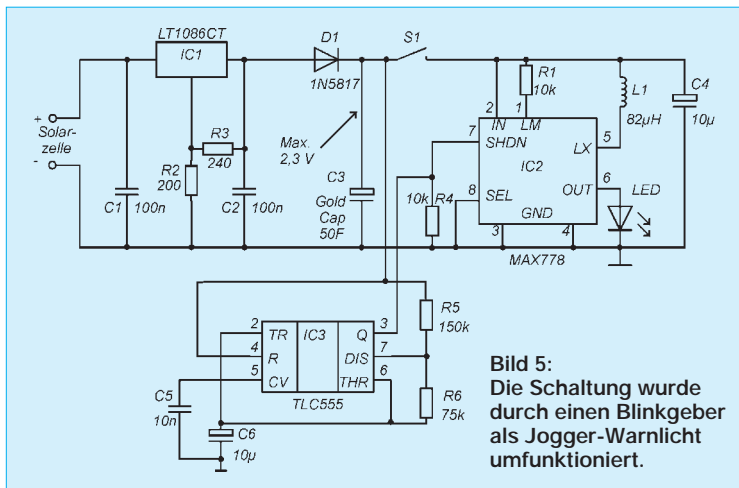 LT1086CT
IC1
D1
1N5817
S1
R1
10k
L1
82µH
C4
10µ
+
Solar-
zelle
-
R3
240
R2
200
C1
100n
C2
100n
Max.
2,3 V
C3
Gold
Cap
50F
10k
R4
2
IN
1
LM
7
SHDN
LX
5
IC2
8
SEL
OUT
6
LED
GND
3
4
MAX778
2
TR
IC3
Q
3
4
R
DIS
7
5
CV
THR
6
TLC555
R5
150k
R6
75k
C5
10n
C6
10µ
Bild 5:
Die Schaltung wurde
durch einen Blinkgeber
als Jogger-Warnlicht
umfunktioniert.